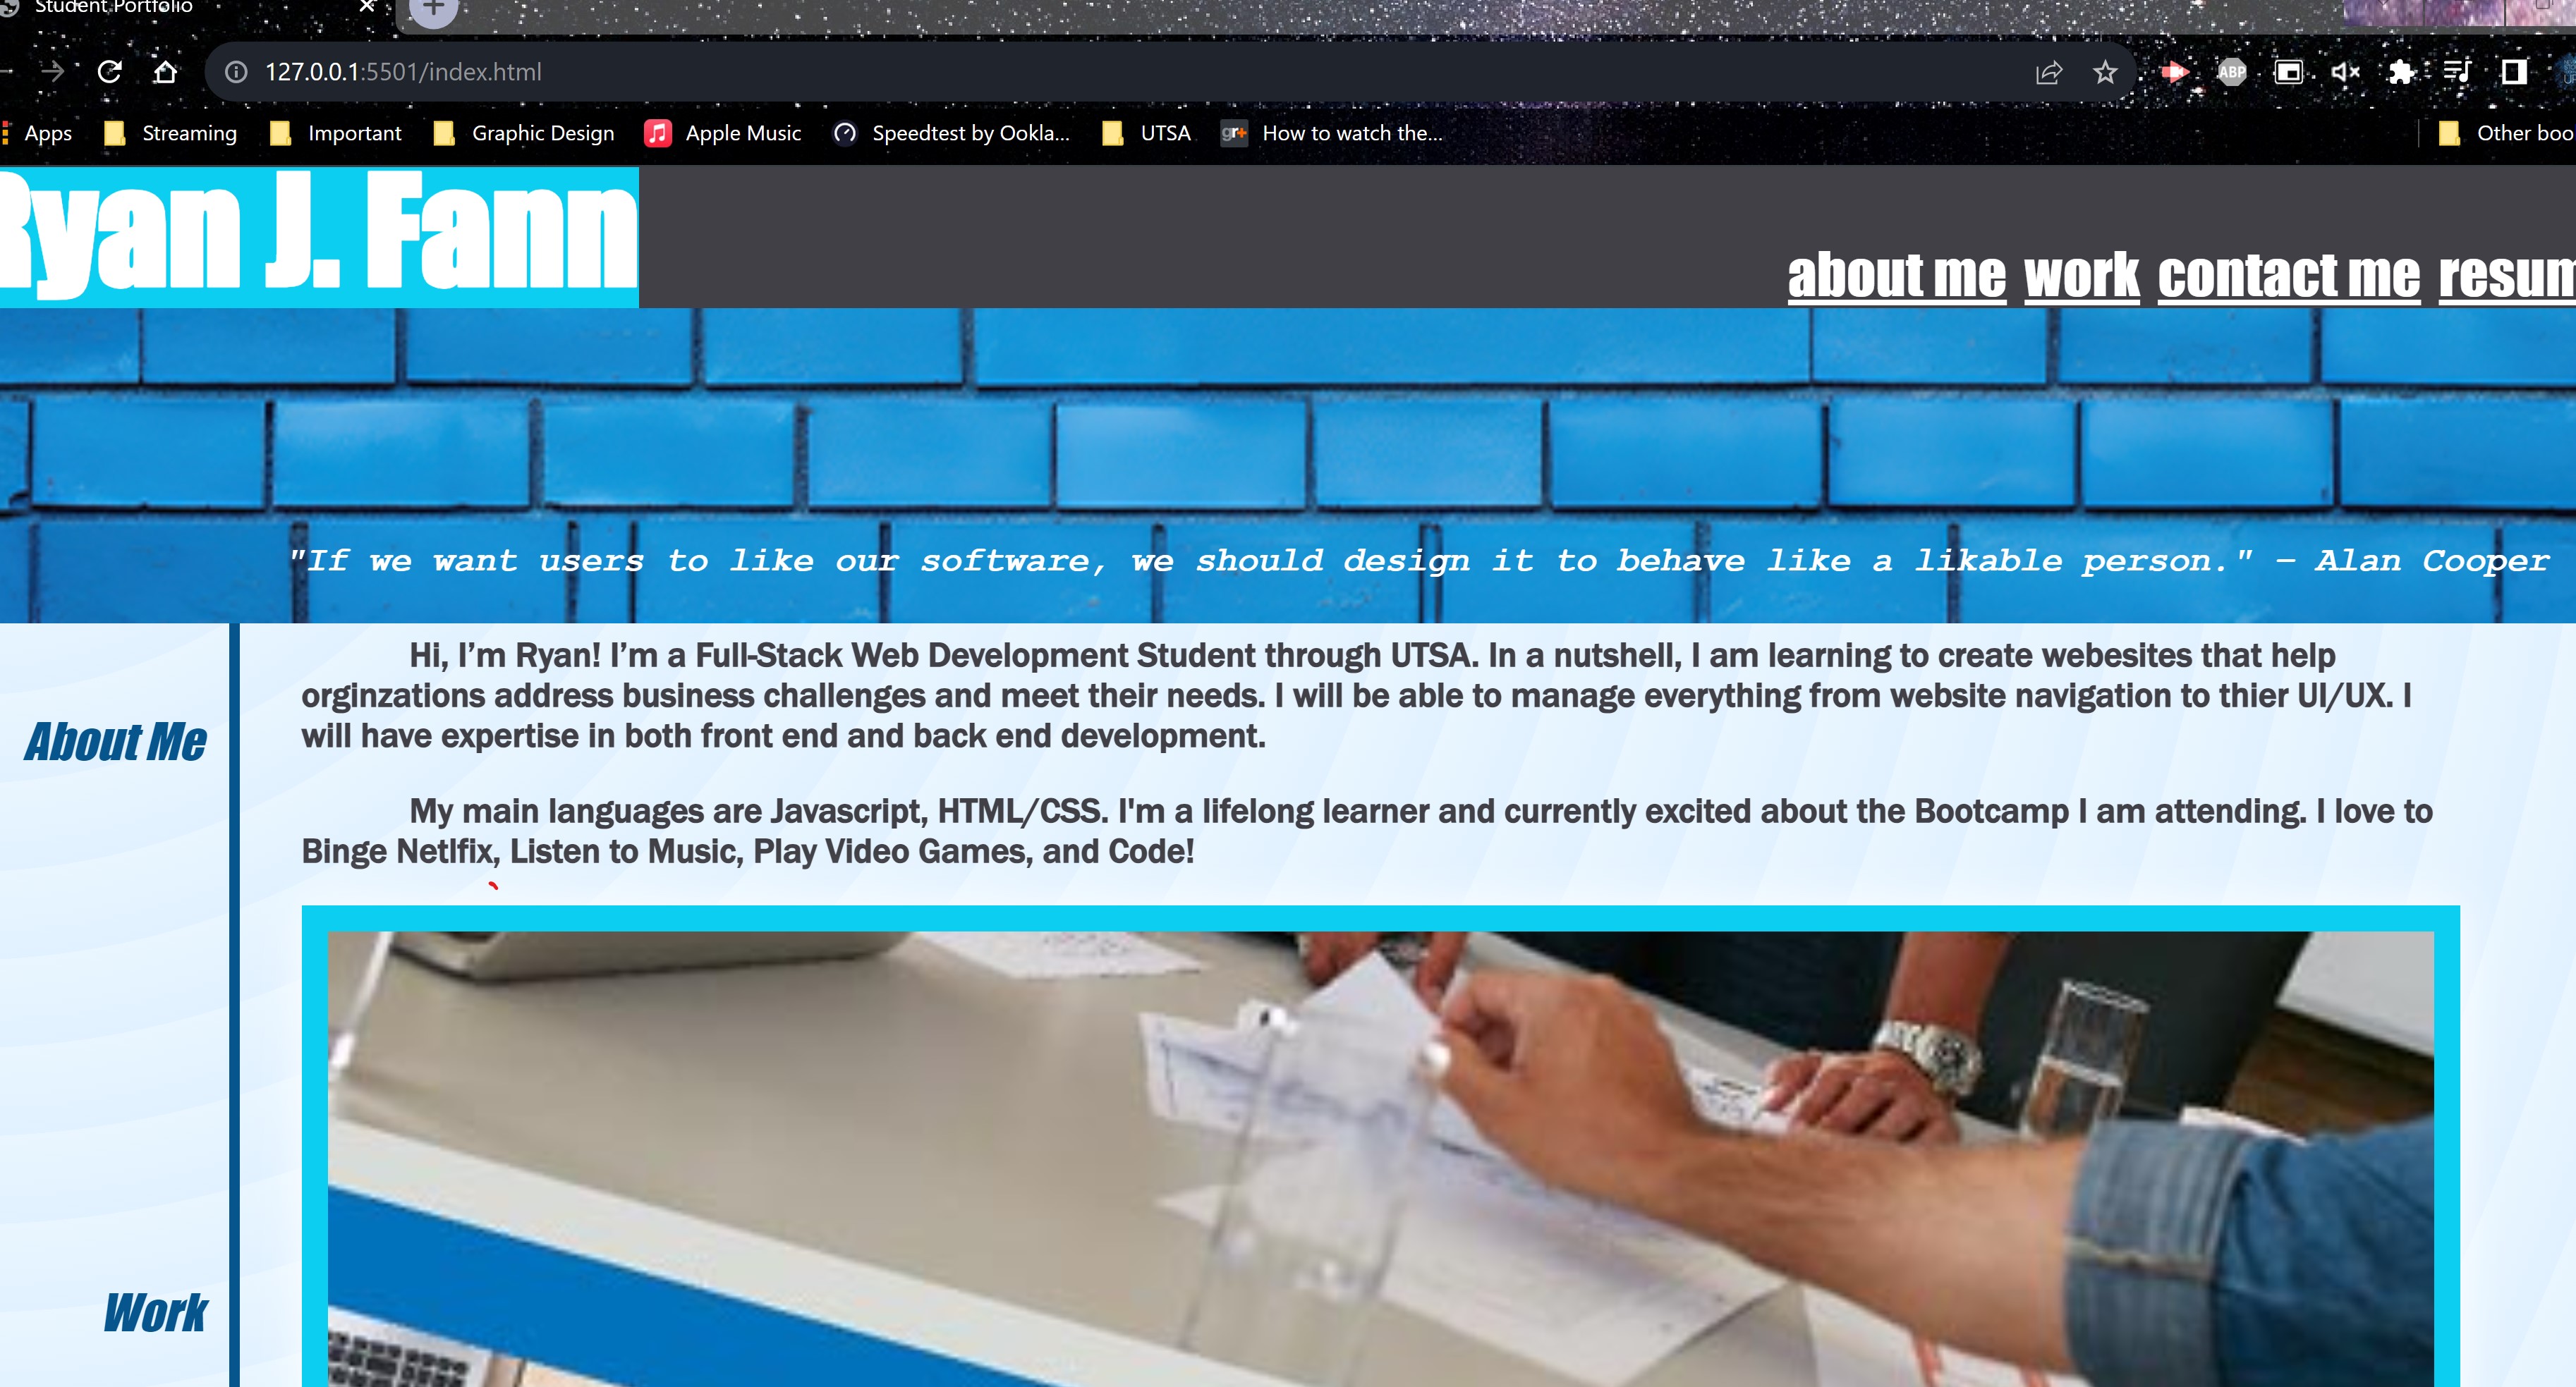 Student Portfolio
127.0.0.1:5501/index.html
ABP
Apps Streaming Important Graphic Design Apple Music Speedtest by Ookla... UTSA gr+ How to watch the... Other boo
Ryan J. Fann
about me work contact me resum
"If we want users to like our software, we should design it to behave like a likable person." – Alan Cooper
Hi, I’m Ryan! I’m a Full-Stack Web Development Student through UTSA. In a nutshell, I am learning to create webesites that help
orginzations address business challenges and meet their needs. I will be able to manage everything from website navigation to thier UI/UX. I
will have expertise in both front end and back end development.
About Me
My main languages are Javascript, HTML/CSS. I'm a lifelong learner and currently excited about the Bootcamp I am attending. I love to
Binge Netlfix, Listen to Music, Play Video Games, and Code!
Work